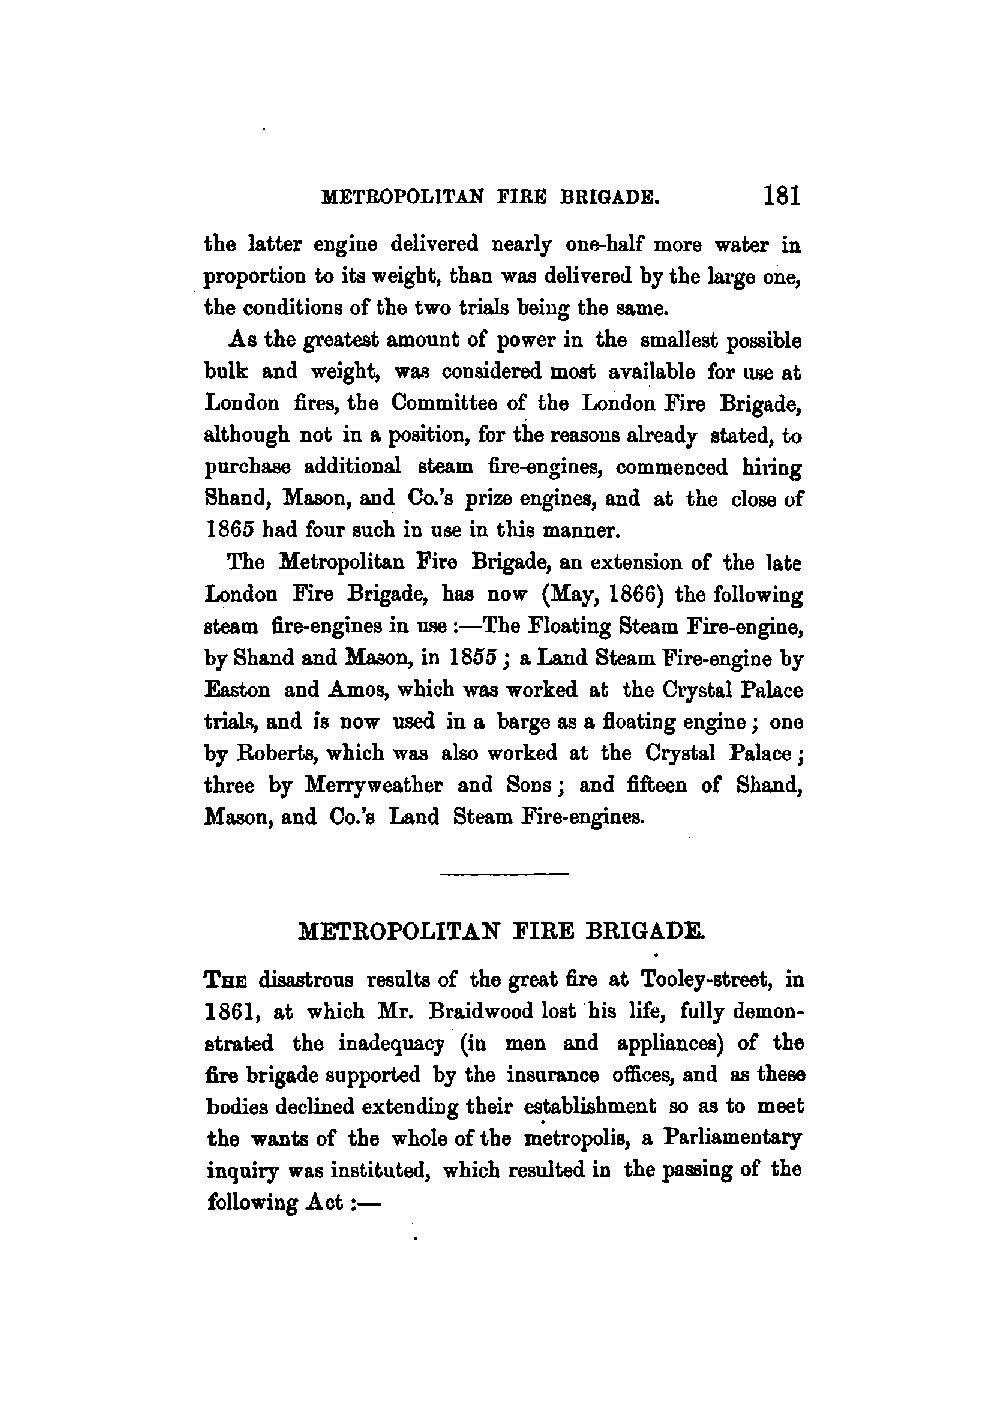 METROPOLITAN FIRE BRIGADE. 181
the latter engine delivered nearly one-half more water in
proportion to its weight, than was delivered by the large one,
the conditions of the two trials being the same.
As the greatest amount of power in the smallest possible
bulk and weight, was considered most available for use at
London fires, the Committee of the London Fire Brigade,
although not in a position, for the reasons already stated, to
purchase additional steam fire-engines, commenced hiring
Shand, Mason, and Co.'s prize engines, and at the close of
1865 had four such in use in this manner.
The Metropolitan Fire Brigade, an extension of the late
London Fire Brigade, has now (May, 1866) the following
steam fire-engines in use :—The Floating Steam Fire-engine,
by Shand and Mason, in 1855 ; a Land Steam Fire-engine by
Easton and Amos, which was worked at the Crystal Palace
trials, and is now used in a barge as a floating engine ; one
by Roberts, which was also worked at the Crystal Palace ;
three by Merryweather and Sons ; and fifteen of Shand,
Mason, and Co.'s Land Steam Fire-engines.
METROPOLITAN FIRE BRIGADE.
THE disastrous results of the great fire at Tooley-street, in
1861, at which Mr. Braidwood lost his life, fully demon-
strated the inadequacy (in men and appliances) of the
fire brigade supported by the insurance offices, and as these
bodies declined extending their establishment so as to meet
the wants of the whole of the metropolis, a Parliamentary
inquiry was instituted, which resulted in the passing of the
following Act :—